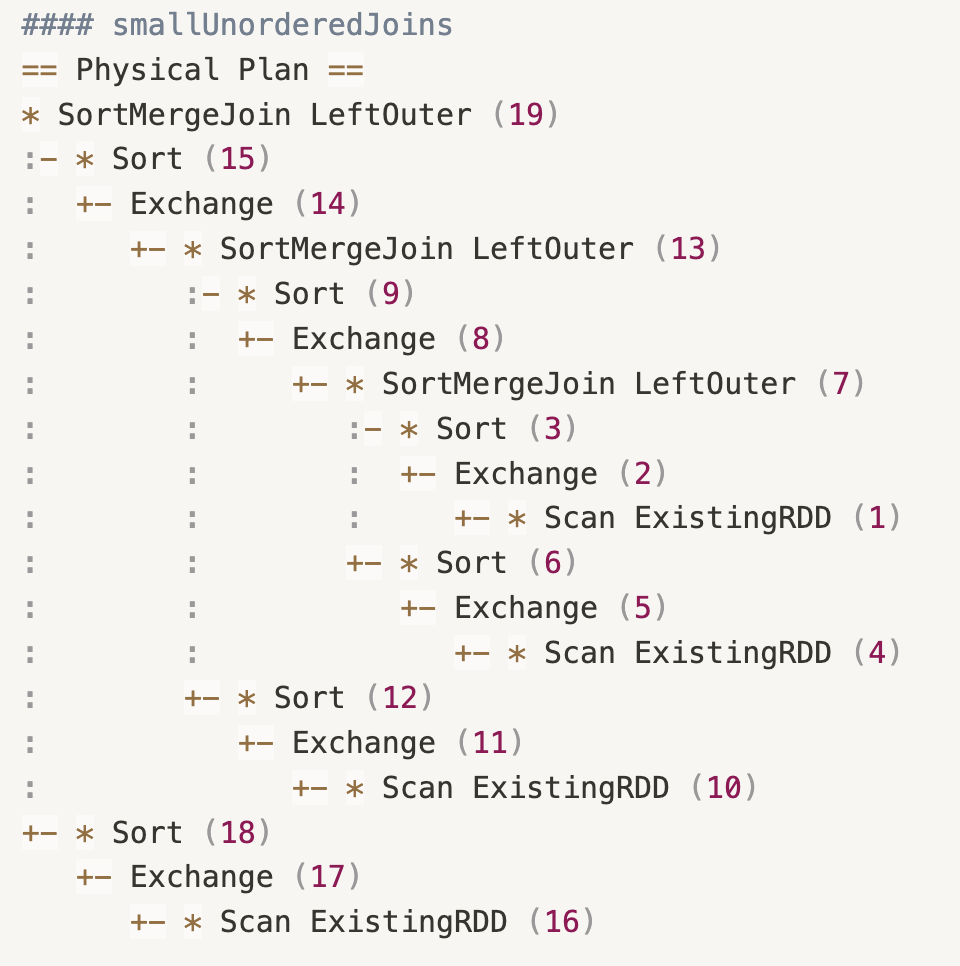 #### smallUnorderedJoins
== Physical Plan ==
* SortMergeJoin LeftOuter (19)
:- * Sort (15)
:  +- Exchange (14)
:     +- * SortMergeJoin LeftOuter (13)
:        :- * Sort (9)
:        :  +- Exchange (8)
:        :     +- * SortMergeJoin LeftOuter (7)
:        :        :- * Sort (3)
:        :        :  +- Exchange (2)
:        :        :     +- * Scan ExistingRDD (1)
:        :        +- * Sort (6)
:        :           +- Exchange (5)
:        :              +- * Scan ExistingRDD (4)
:        +- * Sort (12)
:           +- Exchange (11)
:              +- * Scan ExistingRDD (10)
+- * Sort (18)
   +- Exchange (17)
      +- * Scan ExistingRDD (16)